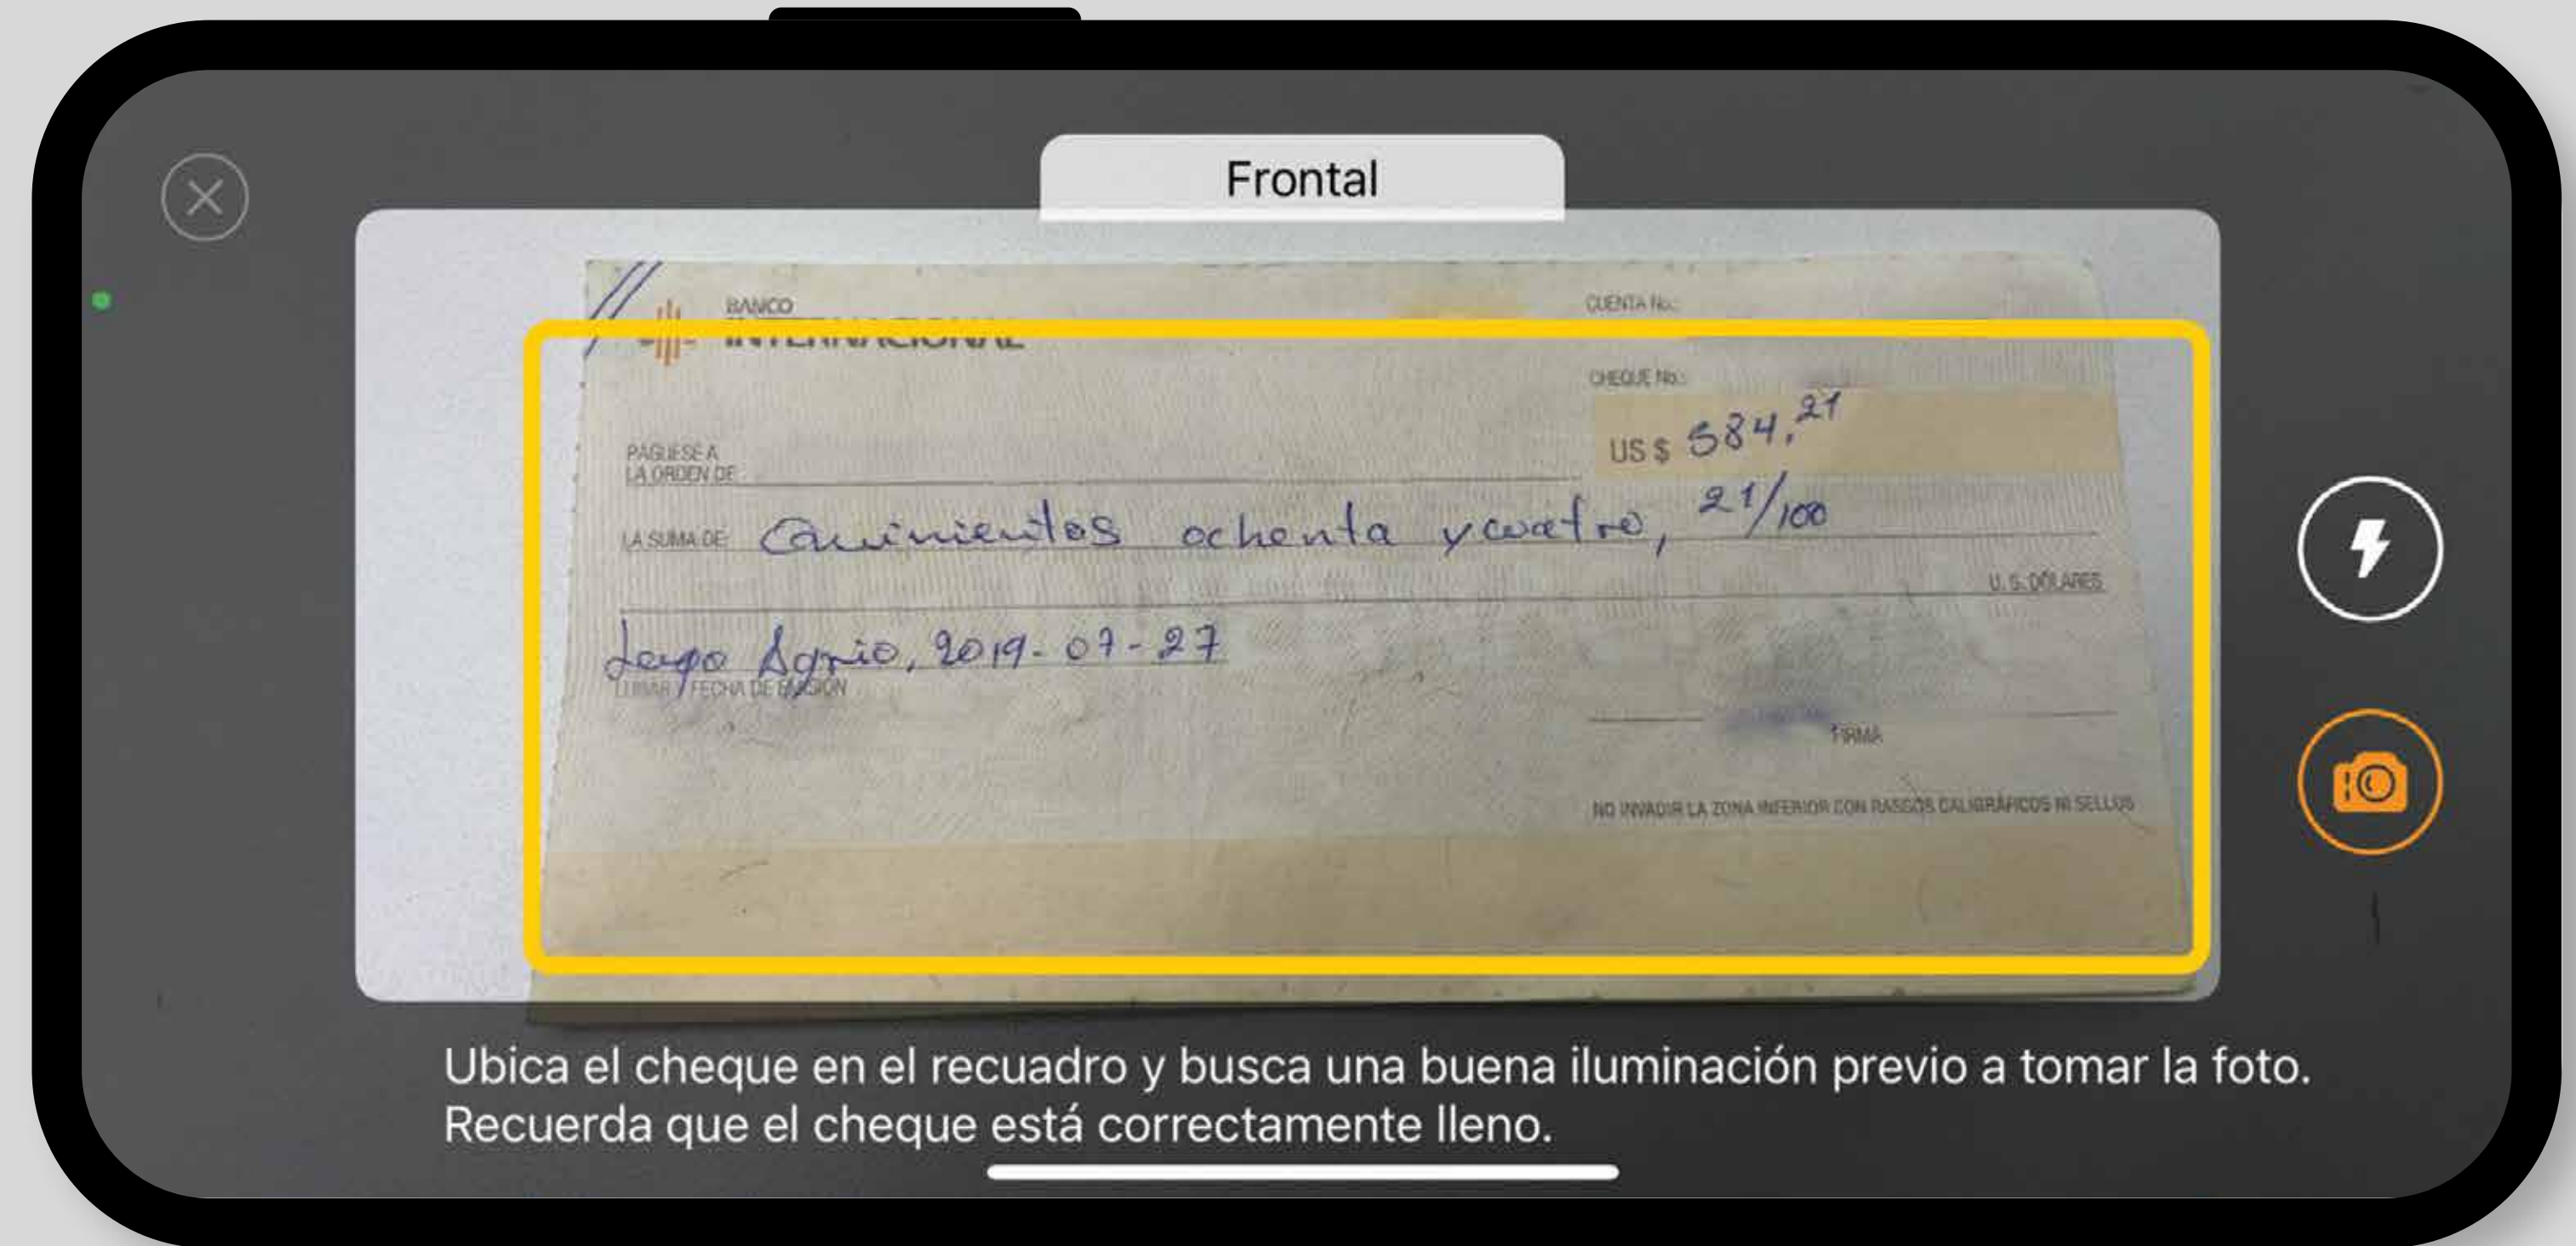 Frontal
BANCO
INTERNACIONAL
CUENTA No.:
CHEQUE No.:
US $ 584,21
PÁGUESE A
LA ORDEN DE:
LA SUMA DE: Quinientos ochenta y cuatro, 21/100
U. S. DÓLARES
Lago Agrio, 2019-07-27
LUGAR Y FECHA DE EMISIÓN
FIRMA
NO INVADIR LA ZONA INFERIOR CON RASGOS CALIGRÁFICOS NI SELLOS
Ubica el cheque en el recuadro y busca una buena iluminación previo a tomar la foto.
Recuerda que el cheque está correctamente lleno.